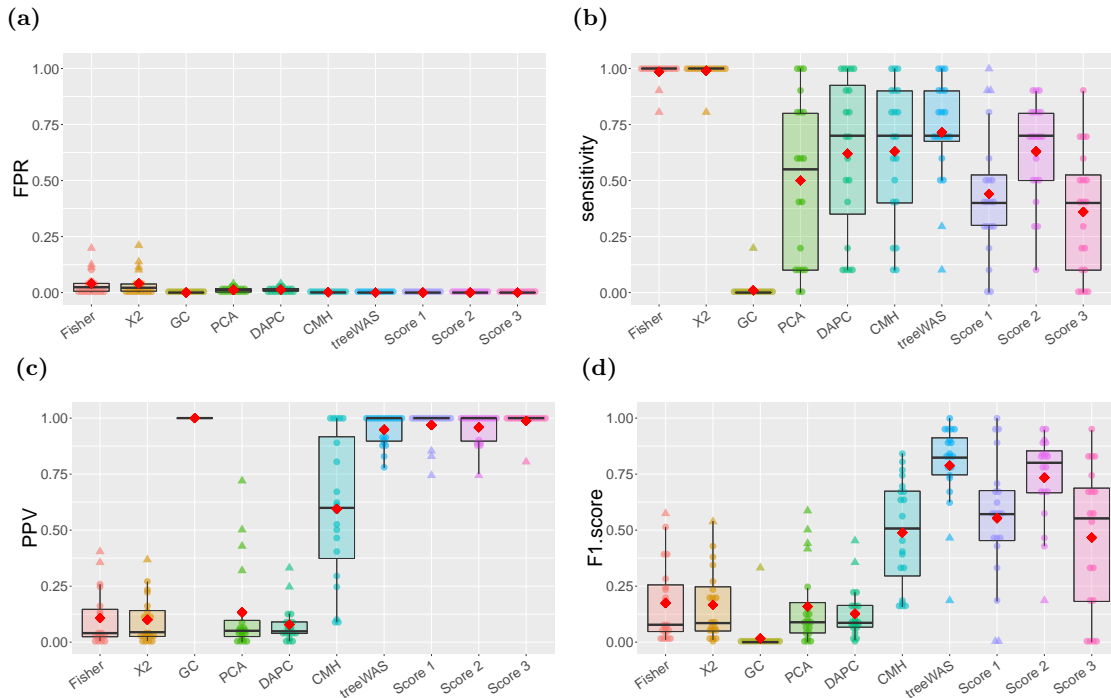 (a)
FPR
1.00
0.75
0.50
0.25
0.00
Fisher
X2
GC
PCA
DAPC
CMH
treeWAS
Score 1
Score 2
Score 3
(b)
sensitivity
1.00
0.75
0.50
0.25
0.00
Fisher
X2
GC
PCA
DAPC
CMH
treeWAS
Score 1
Score 2
Score 3
(c)
PPV
1.00
0.75
0.50
0.25
0.00
Fisher
X2
GC
PCA
DAPC
CMH
treeWAS
Score 1
Score 2
Score 3
(d)
F1.score
1.00
0.75
0.50
0.25
0.00
Fisher
X2
GC
PCA
DAPC
CMH
treeWAS
Score 1
Score 2
Score 3